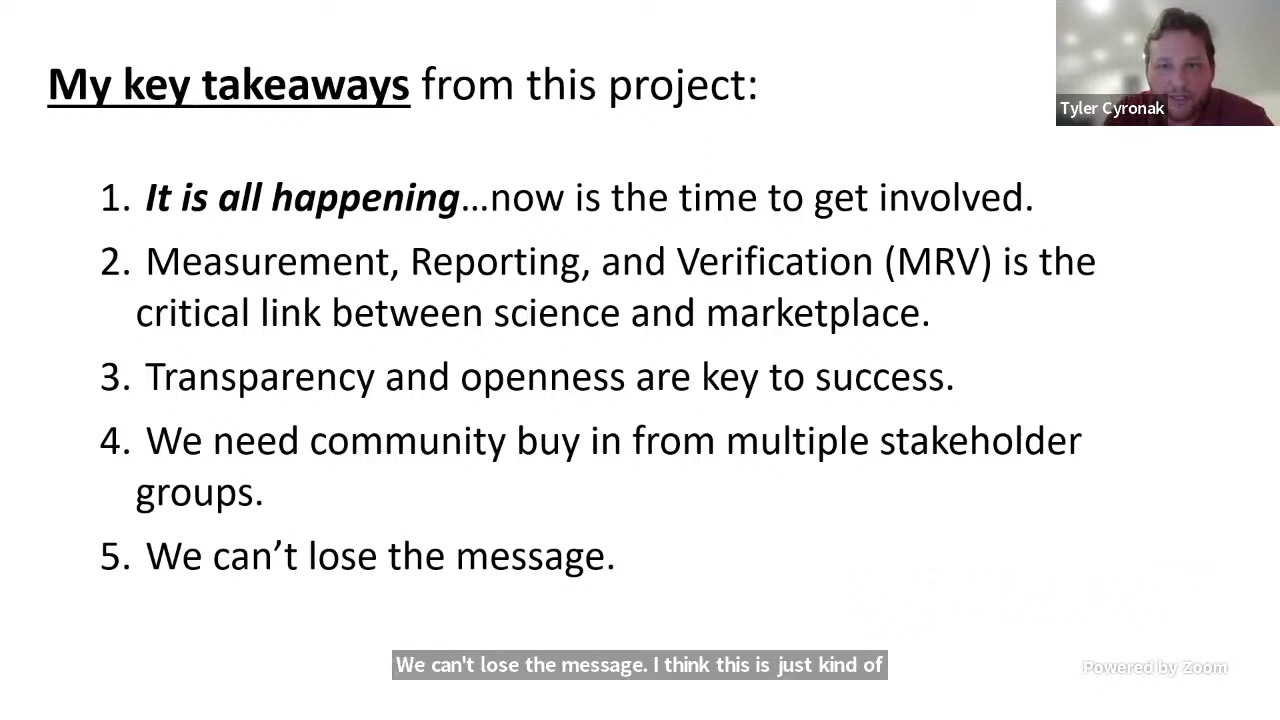 My key takeaways from this project:
Tyler Cyronak
1. It is all happening...now is the time to get involved.
2. Measurement, Reporting, and Verification (MRV) is the
critical link between science and marketplace.
3. Transparency and openness are key to success.
4. We need community buy in from multiple stakeholder
groups.
5. We can’t lose the message.
We can't lose the message. I think this is just kind of
Powered by Zoom